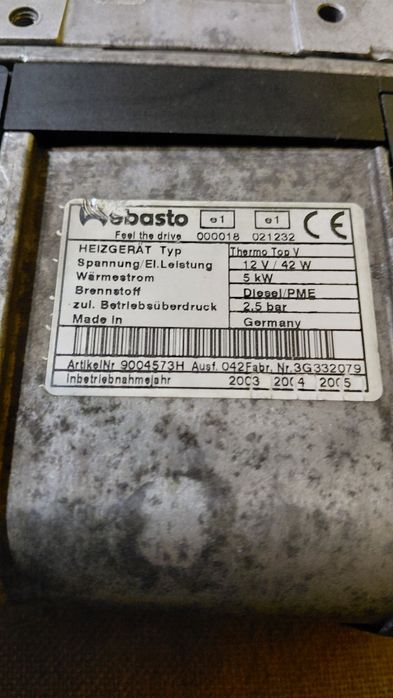 Webasto e1 e1 CE
Feel the drive 000018 021232
HEIZGERÄT Typ Thermo Top V
Spannung/El.Leistung 12 V / 42 W
Wärmestrom 5 kW
Brennstoff Diesel/PME
zul. Betriebsüberdruck 2.5 bar
Made in Germany
ArtikelNr 9004573H Ausf. 042 Fabr. Nr. 3G332079
Inbetriebnahmejahr 2003 2004 2005